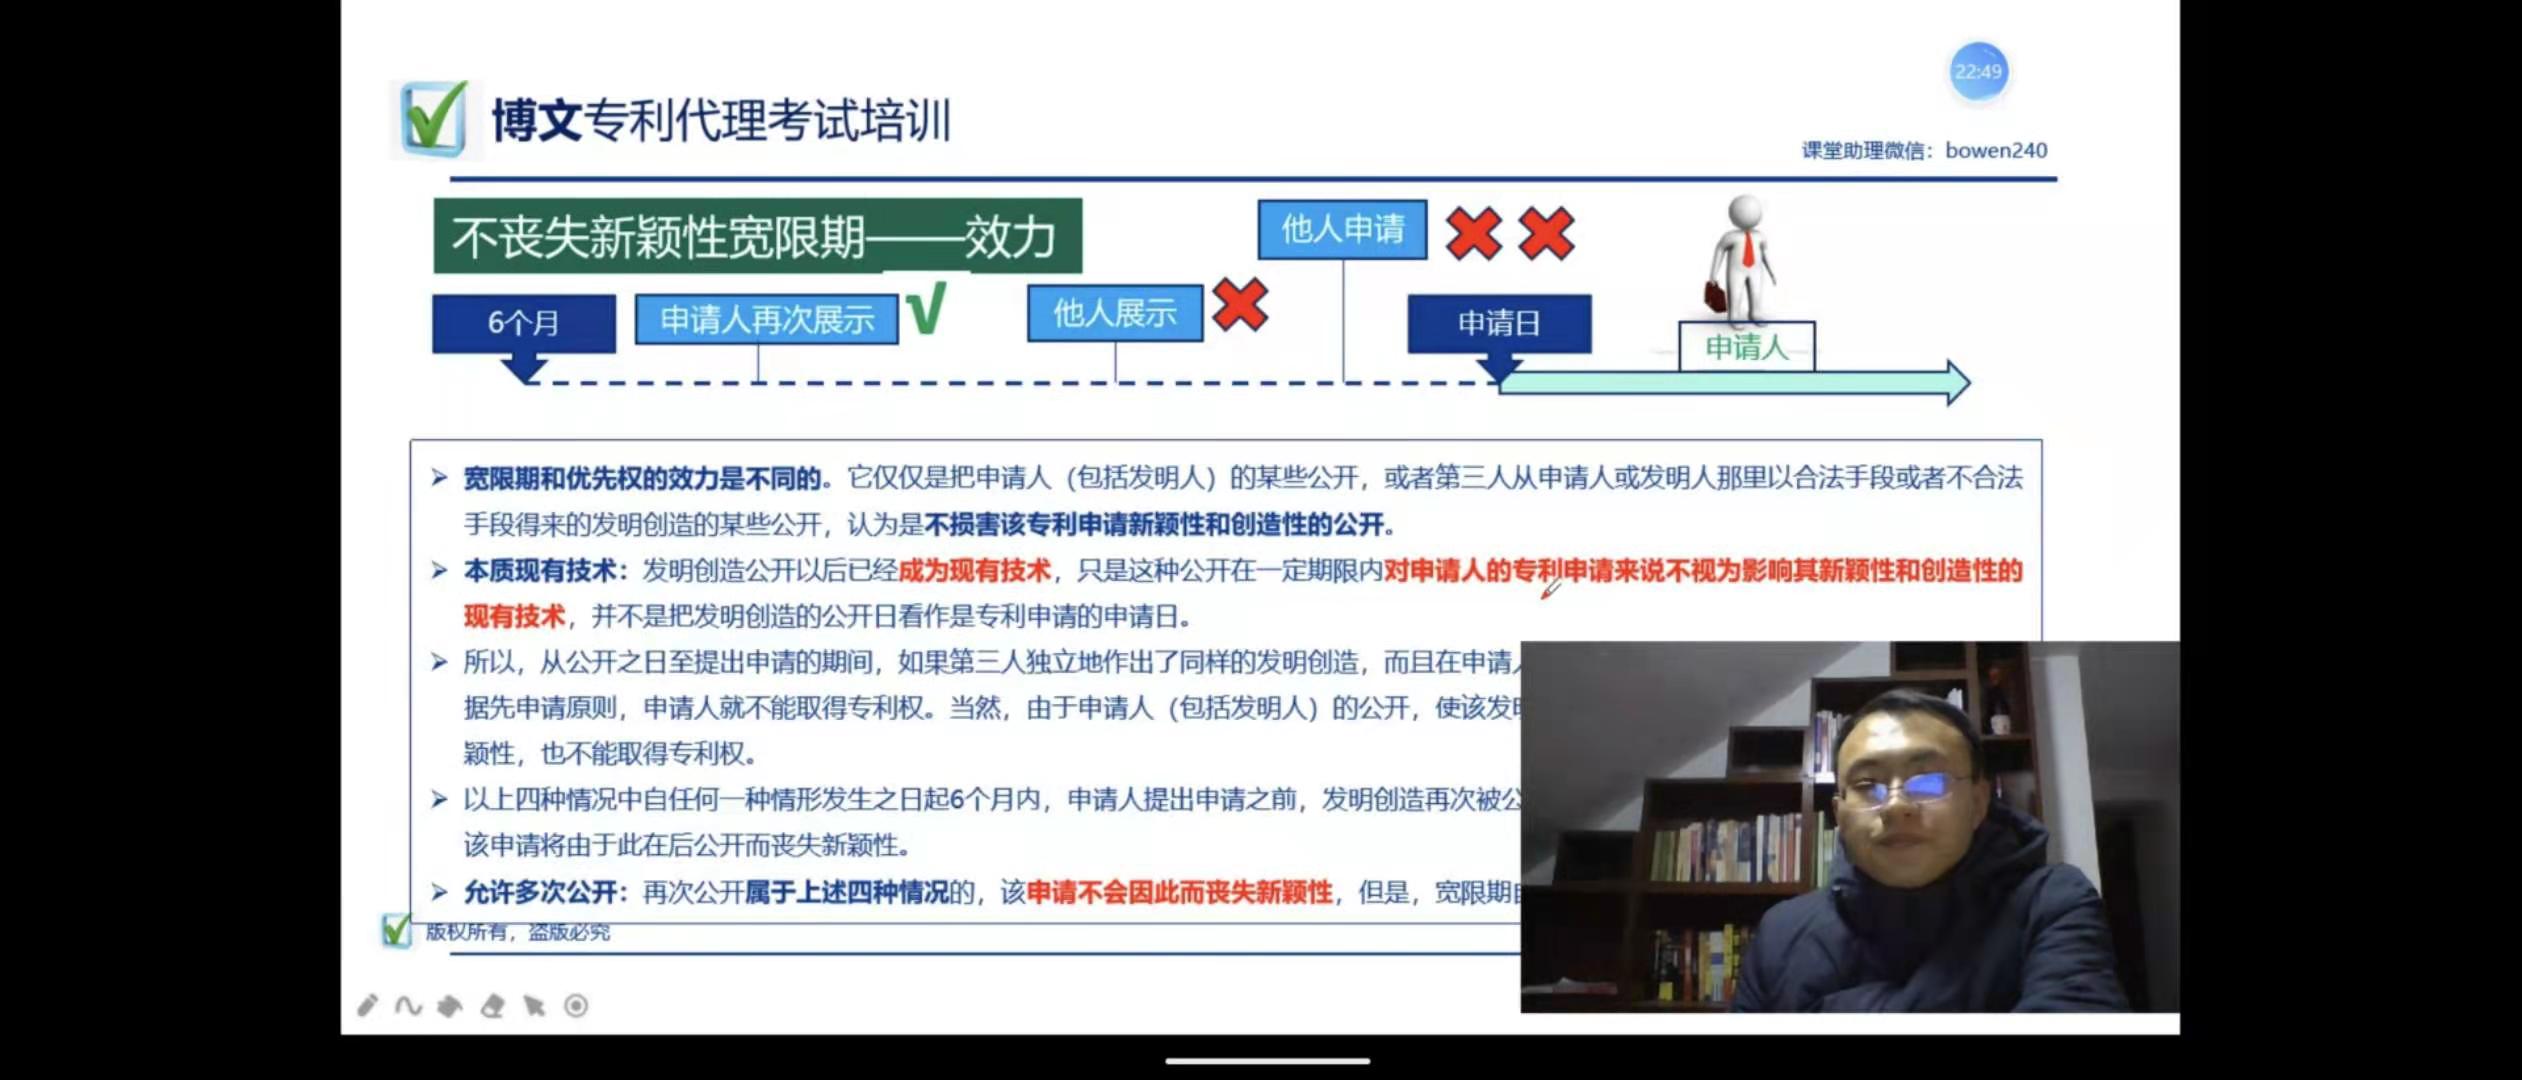 22:49
博文专利代理考试培训
课堂助理微信：bowen240
不丧失新颖性宽限期——效力
他人申请
6个月
申请人再次展示
√
他人展示
申请日
申请人
➢ 宽限期和优先权的效力是不同的。它仅仅是把申请人（包括发明人）的某些公开，或者第三人从申请人或发明人那里以合法手段或者不合法
手段得来的发明创造的某些公开，认为是不损害该专利申请新颖性和创造性的公开。
➢ 本质现有技术：发明创造公开以后已经成为现有技术，只是这种公开在一定期限内对申请人的专利申请来说不视为影响其新颖性和创造性的
现有技术，并不是把发明创造的公开日看作是专利申请的申请日。
➢ 所以，从公开之日至提出申请的期间，如果第三人独立地作出了同样的发明创造，而且在申请
据先申请原则，申请人就不能取得专利权。当然，由于申请人（包括发明人）的公开，使该发
颖性，也不能取得专利权。
➢ 以上四种情况中自任何一种情形发生之日起6个月内，申请人提出申请之前，发明创造再次被
该申请将由于此在后公开而丧失新颖性。
➢ 允许多次公开：再次公开属于上述四种情况的，该申请不会因此而丧失新颖性，但是，宽限期
版权所有，盗版必究